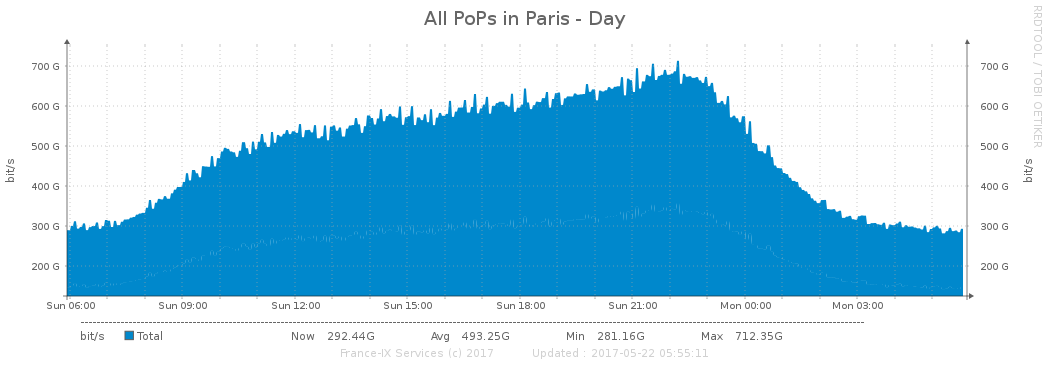 All PoPs in Paris - Day
RRDTOOL / TOBI OETIKER
bit/s
bit/s
700 G 700 G
600 G 600 G
500 G 500 G
400 G 400 G
300 G 300 G
200 G 200 G
Sun 06:00 Sun 09:00 Sun 12:00 Sun 15:00 Sun 18:00 Sun 21:00 Mon 00:00 Mon 03:00
bit/s Total Now 292.44G Avg 493.25G Min 281.16G Max 712.35G
France-IX Services (c) 2017 Updated : 2017-05-22 05:55:11